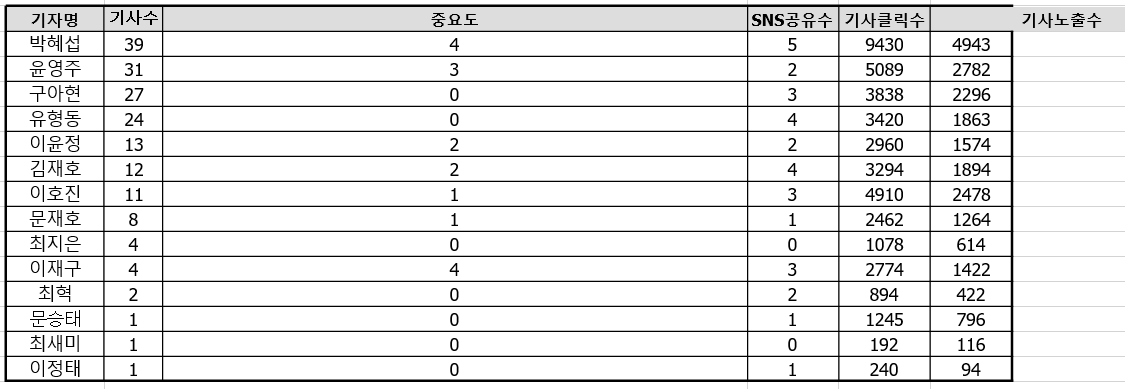 기자명 기사수 중요도 SNS공유수 기사클릭수 기사노출수
박혜섭 39 4 5 9430 4943
윤영주 31 3 2 5089 2782
구아현 27 0 3 3838 2296
유형동 24 0 4 3420 1863
이윤정 13 2 2 2960 1574
김재호 12 2 4 3294 1894
이호진 11 1 3 4910 2478
문재호 8 1 1 2462 1264
최지은 4 0 0 1078 614
이재구 4 4 3 2774 1422
최혁 2 0 2 894 422
문승태 1 0 1 1245 796
최새미 1 0 0 192 116
이정태 1 0 1 240 94